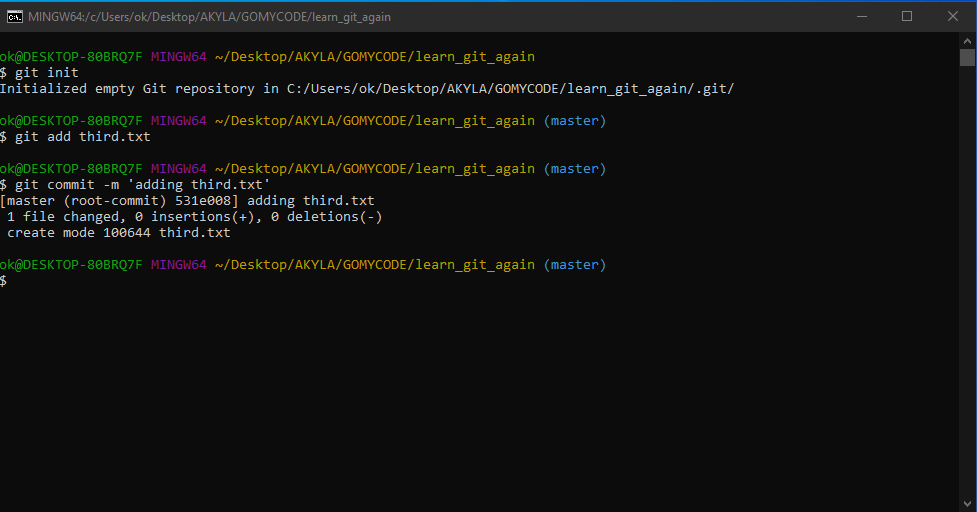 MINGW64:/c/Users/ok/Desktop/AKYLA/GOMYCODE/learn_git_again
ok@DESKTOP-80BRQ7F MINGW64 ~/Desktop/AKYLA/GOMYCODE/learn_git_again
$ git init
Initialized empty Git repository in C:/Users/ok/Desktop/AKYLA/GOMYCODE/learn_git_again/.git/
ok@DESKTOP-80BRQ7F MINGW64 ~/Desktop/AKYLA/GOMYCODE/learn_git_again (master)
$ git add third.txt
ok@DESKTOP-80BRQ7F MINGW64 ~/Desktop/AKYLA/GOMYCODE/learn_git_again (master)
$ git commit -m 'adding third.txt'
[master (root-commit) 531e008] adding third.txt
 1 file changed, 0 insertions(+), 0 deletions(-)
 create mode 100644 third.txt
ok@DESKTOP-80BRQ7F MINGW64 ~/Desktop/AKYLA/GOMYCODE/learn_git_again (master)
$